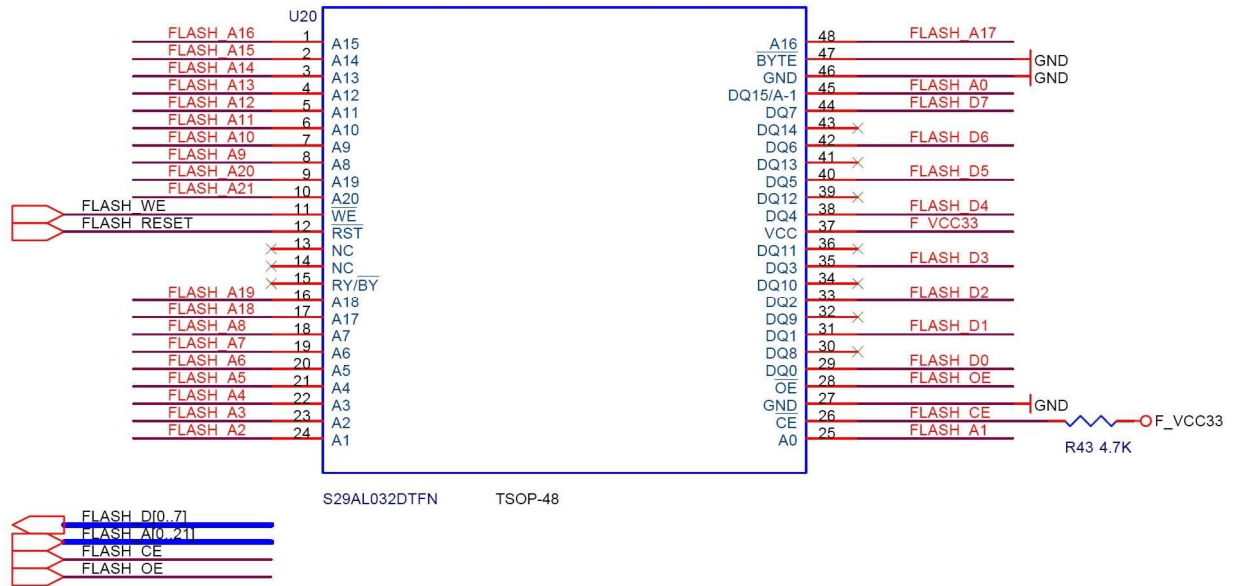 U20
FLASH_A16 1 A15 A16 48 FLASH_A17
FLASH_A15 2 A14 BYTE 47 GND
FLASH_A14 3 A13 GND 46 GND
FLASH_A13 4 A12 DQ15/A-1 45 FLASH_A0
FLASH_A12 5 A11 DQ7 44 FLASH_D7
FLASH_A11 6 A10 DQ14 43
FLASH_A10 7 A9 DQ6 42 FLASH_D6
FLASH_A9 8 A8 DQ13 41
FLASH_A20 9 A19 DQ5 40 FLASH_D5
FLASH_A21 10 A20 DQ12 39
FLASH_WE 11 WE DQ4 38 FLASH_D4
FLASH_RESET 12 RST VCC 37 F_VCC33
13 NC DQ11 36
14 NC DQ3 35 FLASH_D3
15 RY/BY DQ10 34
FLASH_A19 16 A18 DQ2 33 FLASH_D2
FLASH_A18 17 A17 DQ9 32
FLASH_A8 18 A7 DQ1 31 FLASH_D1
FLASH_A7 19 A6 DQ8 30
FLASH_A6 20 A5 DQ0 29 FLASH_D0
FLASH_A5 21 A4 OE 28 FLASH_OE
FLASH_A4 22 A3 GND 27 GND
FLASH_A3 23 A2 CE 26 FLASH_CE F_VCC33
FLASH_A2 24 A1 A0 25 FLASH_A1
R43 4.7K
S29AL032DTFN TSOP-48
FLASH_D[0..7]
FLASH_A[0..21]
FLASH_CE
FLASH_OE